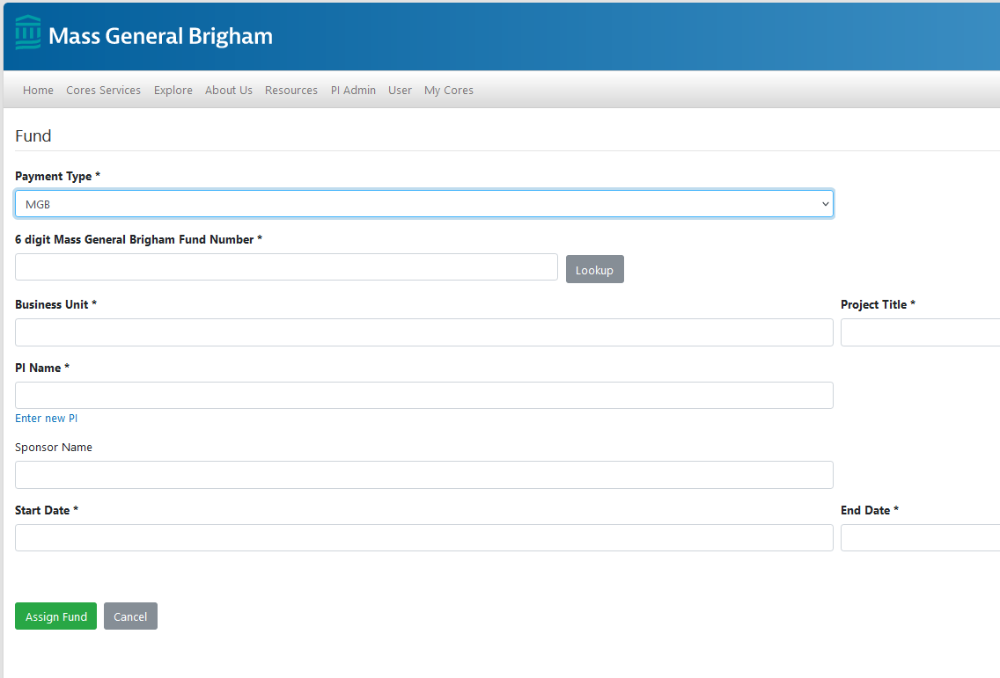 Mass General Brigham
Home Cores Services Explore About Us Resources PI Admin User My Cores
Fund
Payment Type *
MGB
6 digit Mass General Brigham Fund Number *
Lookup
Business Unit * Project Title *
PI Name *
Enter new PI
Sponsor Name
Start Date * End Date *
Assign Fund Cancel